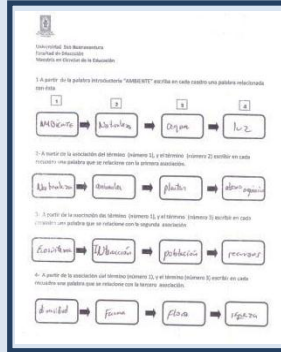 Universidad San Buenaventura
Facultad de Educación
Maestría en Ciencias de la Educación
1-A partir de la palabra introductoria "AMBIENTE" escriba en cada cuadro una palabra relacionada
con ésta
1 2 3 4
AMBiente Naturaleza agua luz
2- A partir de la asociación del término (número 1), y el término (número 2) escribir en cada
recuadro una palabra que se relacione con la primera asociación.
Naturaleza animales plantas abono orgánico
3- A partir de la asociación del término (número 1), y el término (número 3) escribir en cada
recuadro una palabra que se relacione con la segunda asociación.
Ecosistema INteracción población recursos
4- A partir de la asociación del término (número 1), y el término (número 3) escribir en cada
recuadro una palabra que se relacione con la tercera asociación.
Fauna Flora